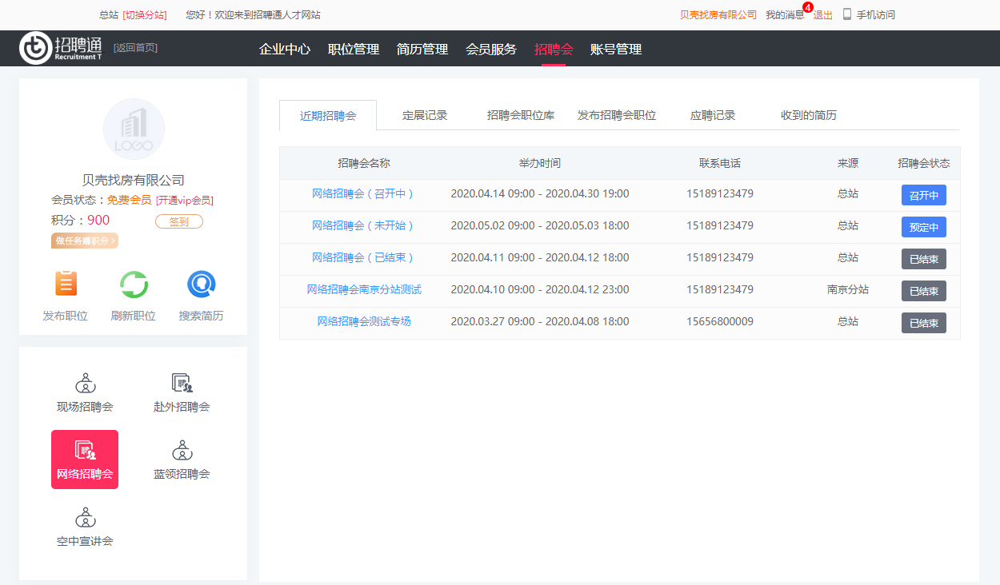 总站 [切换分站] 您好！欢迎来到招聘通人才网站 贝壳找房有限公司 我的消息 4 退出 手机访问
招聘通 Recruitment T [返回首页] 企业中心 职位管理 简历管理 会员服务 招聘会 账号管理
LOGO
贝壳找房有限公司
会员状态：免费会员 [开通vip会员]
积分：900 签到
做任务赚积分 >
发布职位 刷新职位 搜索简历
现场招聘会 赴外招聘会
网络招聘会 蓝领招聘会
空中宣讲会
近期招聘会 定展记录 招聘会职位库 发布招聘会职位 应聘记录 收到的简历
招聘会名称 举办时间 联系电话 来源 招聘会状态
网络招聘会（召开中） 2020.04.14 09:00 - 2020.04.30 19:00 15189123479 总站 召开中
网络招聘会（未开始） 2020.05.02 09:00 - 2020.05.03 18:00 15189123479 总站 预定中
网络招聘会（已结束） 2020.04.11 09:00 - 2020.04.12 18:00 15189123479 总站 已结束
网络招聘会南京分站测试 2020.04.10 09:00 - 2020.04.12 23:00 15189123479 南京分站 已结束
网络招聘会测试专场 2020.03.27 09:00 - 2020.04.08 18:00 15656800009 总站 已结束